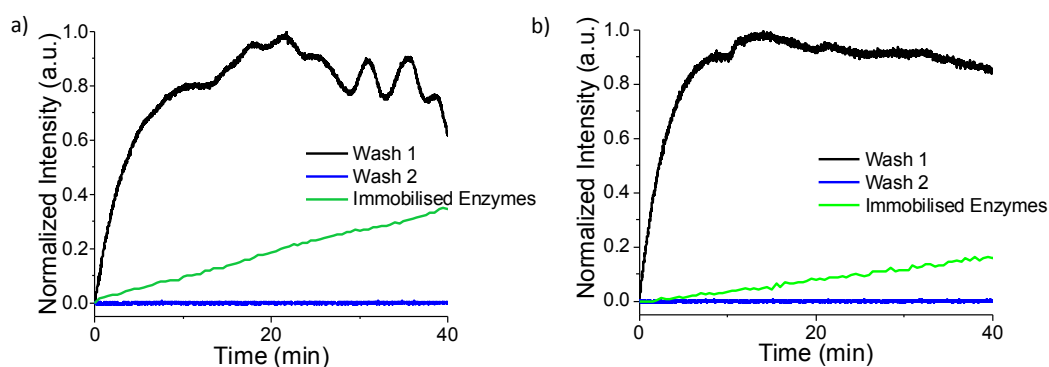 a)
Normalized Intensity (a.u.)
1.0
0.8
0.6
0.4
0.2
0.0
Wash 1
Wash 2
Immobilised Enzymes
0
20
40
Time (min)
b)
Normalized Intensity (a.u.)
1.0
0.8
0.6
0.4
0.2
0.0
Wash 1
Wash 2
Immobilised Enzymes
0
20
40
Time (min)